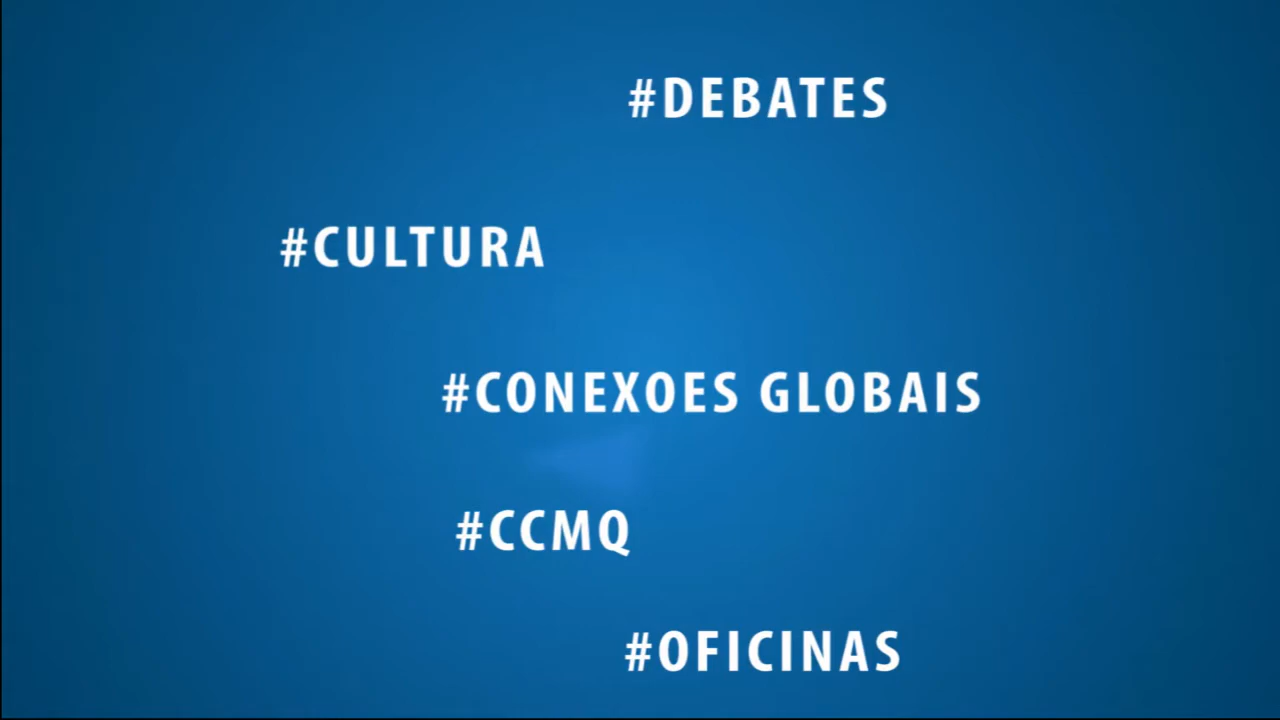 #DEBATES
#CULTURA
#CONEXOES GLOBAIS
#CCMQ
#OFICINAS